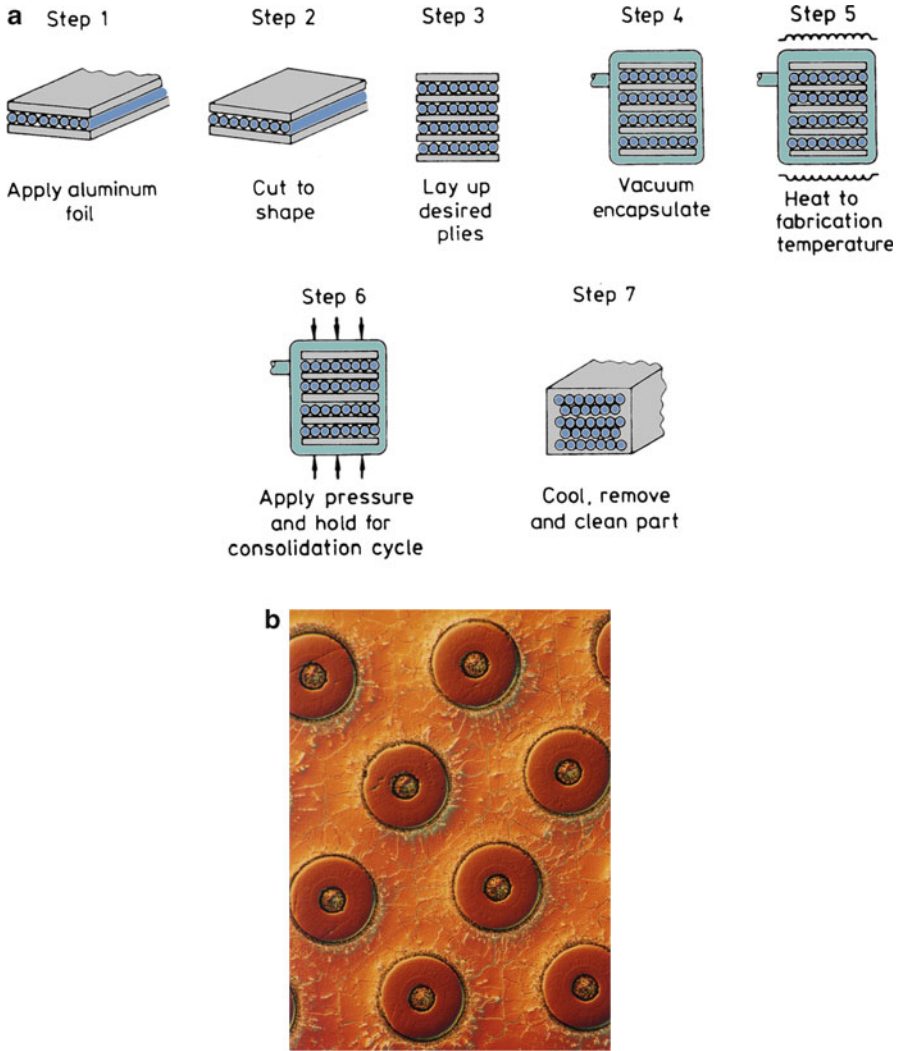 a
Step 1
Step 2
Step 3
Step 4
Step 5
Apply aluminum
foil
Cut to
shape
Lay up
desired
plies
Vacuum
encapsulate
Heat to
fabrication
temperature
Step 6
Step 7
Apply pressure
and hold for
consolidation cycle
Cool, remove
and clean part
b